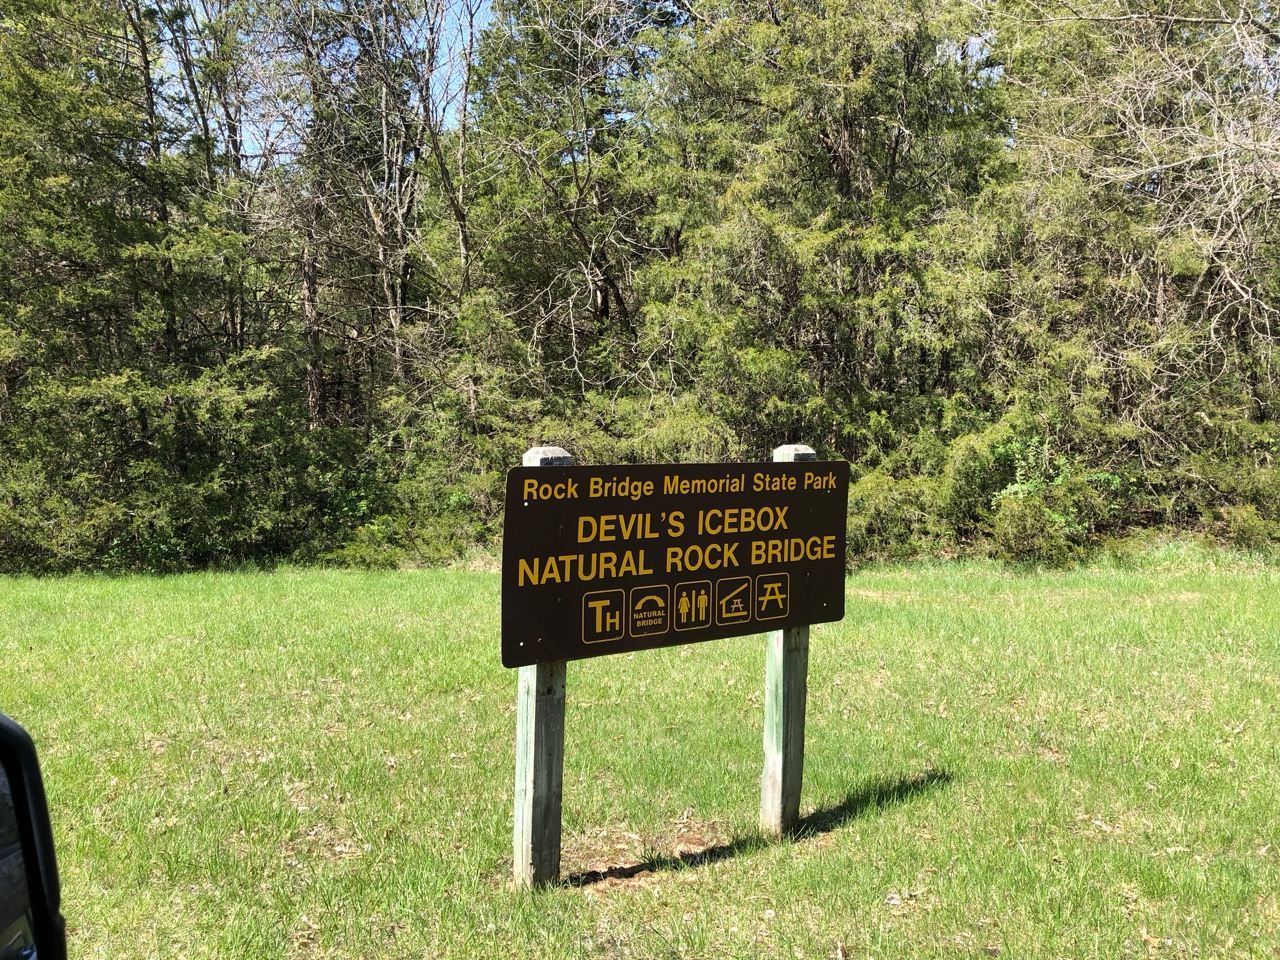 Rock Bridge Memorial State Park
DEVIL'S ICEBOX
NATURAL ROCK BRIDGE
TH
NATURAL
BRIDGE